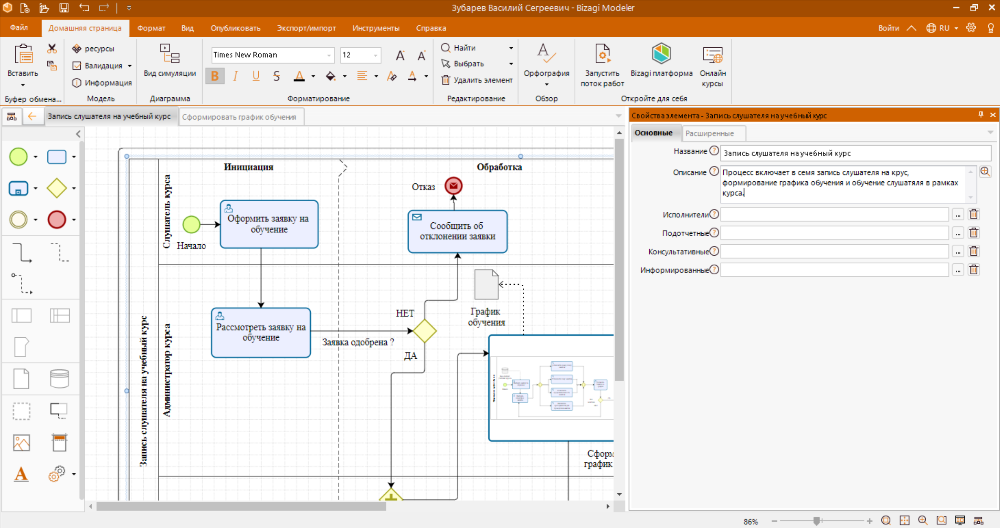 Зубарев Василий Сегреевич - Bizagi Modeler
Файл
Домашняя страница
Формат
Вид
Опубликовать
Экспорт/импорт
Инструменты
Справка
Войти
RU
Вставить
Буфер обмена...
ресурсы
Валидация
Информация
Модель
Вид симуляции
Диаграмма
Times New Roman
12
Форматирование
Найти
Выбрать
Удалить элемент
Редактирование
Орфография
Обзор
Запустить
поток работ
Bizagi платформа
Онлайн
курсы
Откройте для себя
Запись слушателя на учебный курс
Сформировать график обучения
Свойства элемента - Запись слушателя на учебный курс
Основные
Расширенные
Название
Запись слушателя на учебный курс
Описание
Процесс включает в семя запись слушателя на крус,
формирование графика обучения и обучение слушатяля в рамках
курса.
Исполнители
...
Подотчетные
...
Консультативные
...
Информированные
...
Инициация
Обработка
Слушатель курса
Начало
Оформить заявку на
обучение
Отказ
Сообщить об
отклонении заявки
Запись слушателя на учебный курс
Администратор курса
Рассмотреть заявку на
обучение
Заявка одобрена ?
НЕТ
ДА
График
обучения
Сформ
график
86%